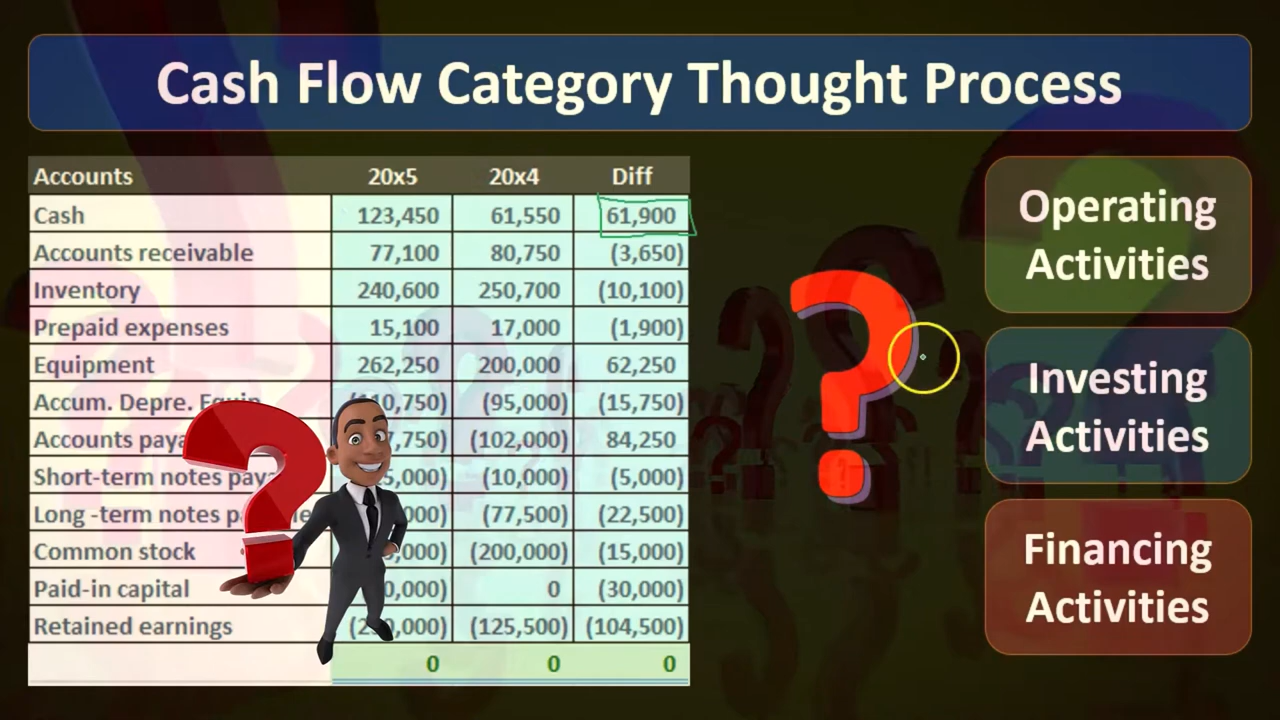 Cash Flow Category Thought Process
Accounts 20x5 20x4 Diff
Cash 123,450 61,550 61,900
Accounts receivable 77,100 80,750 (3,650)
Inventory 240,600 250,700 (10,100)
Prepaid expenses 15,100 17,000 (1,900)
Equipment 262,250 200,000 62,250
Accum. Depre. (95,000) (15,750)
Accounts (102,000) 84,250
Short-term notes (10,000) (5,000)
Long -term notes (77,500) (22,500)
Common stock (200,000) (15,000)
Paid-in capital 0 (30,000)
Retained earnings (125,500) (104,500)
0 0 0
Operating
Activities
Investing
Activities
Financing
Activities